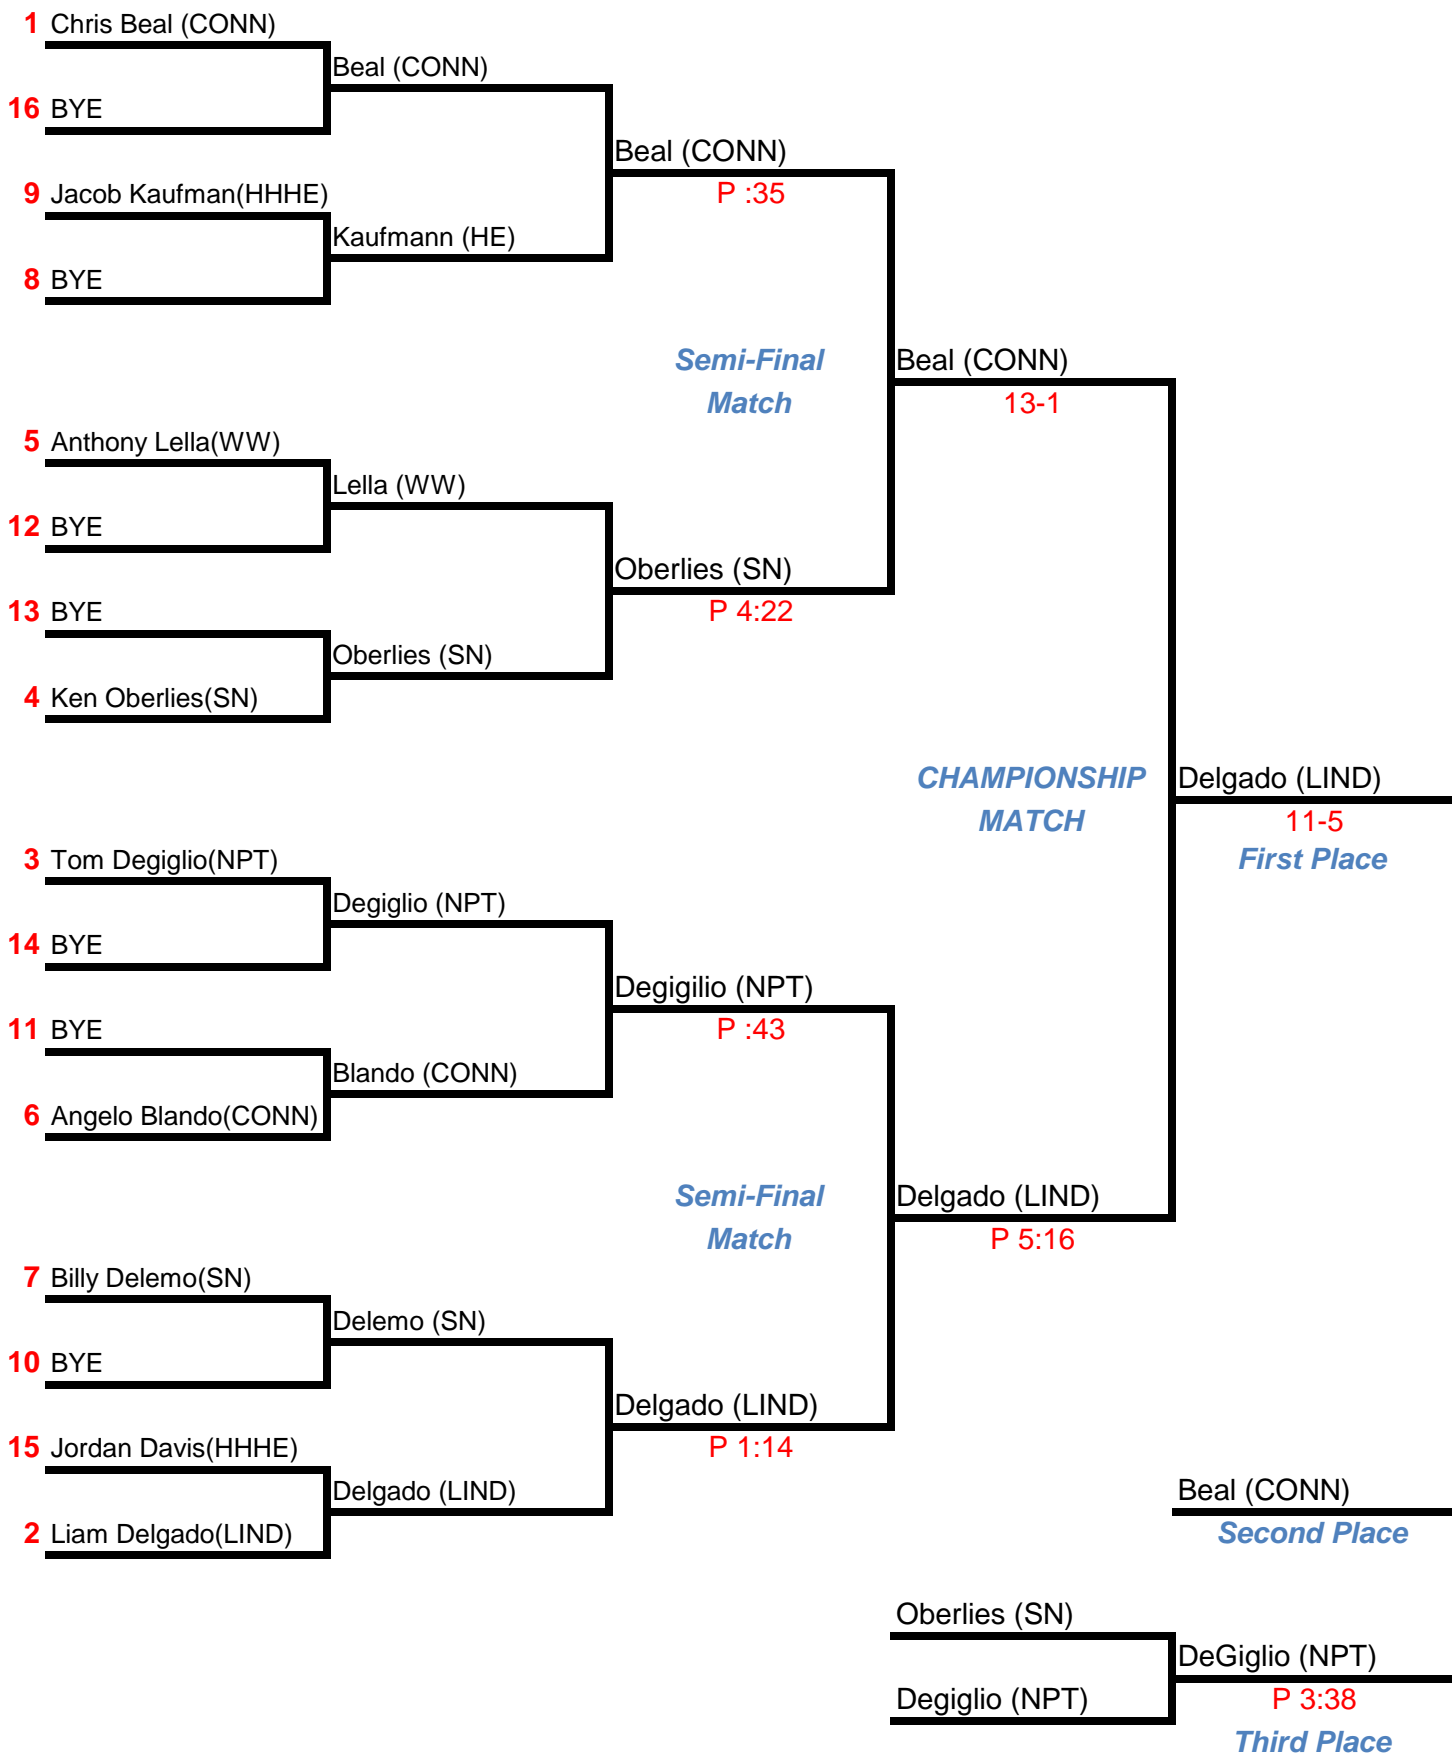 1 Chris Beal (CONN)
Beal (CONN)
16 BYE
Beal (CONN)
P :35
9 Jacob Kaufman(HHHE)
Kaufmann (HE)
8 BYE
Semi-Final
Match
Beal (CONN)
13-1
5 Anthony Lella(WW)
Lella (WW)
12 BYE
Oberlies (SN)
P 4:22
13 BYE
Oberlies (SN)
4 Ken Oberlies(SN)
CHAMPIONSHIP
MATCH
Delgado (LIND)
11-5
First Place
3 Tom Degiglio(NPT)
Degiglio (NPT)
14 BYE
Degigilio (NPT)
P :43
11 BYE
Blando (CONN)
6 Angelo Blando(CONN)
Semi-Final
Match
Delgado (LIND)
P 5:16
7 Billy Delemo(SN)
Delemo (SN)
10 BYE
Delgado (LIND)
P 1:14
15 Jordan Davis(HHHE)
Delgado (LIND)
2 Liam Delgado(LIND)
Beal (CONN)
Second Place
Oberlies (SN)
DeGiglio (NPT)
Degiglio (NPT)
P 3:38
Third Place